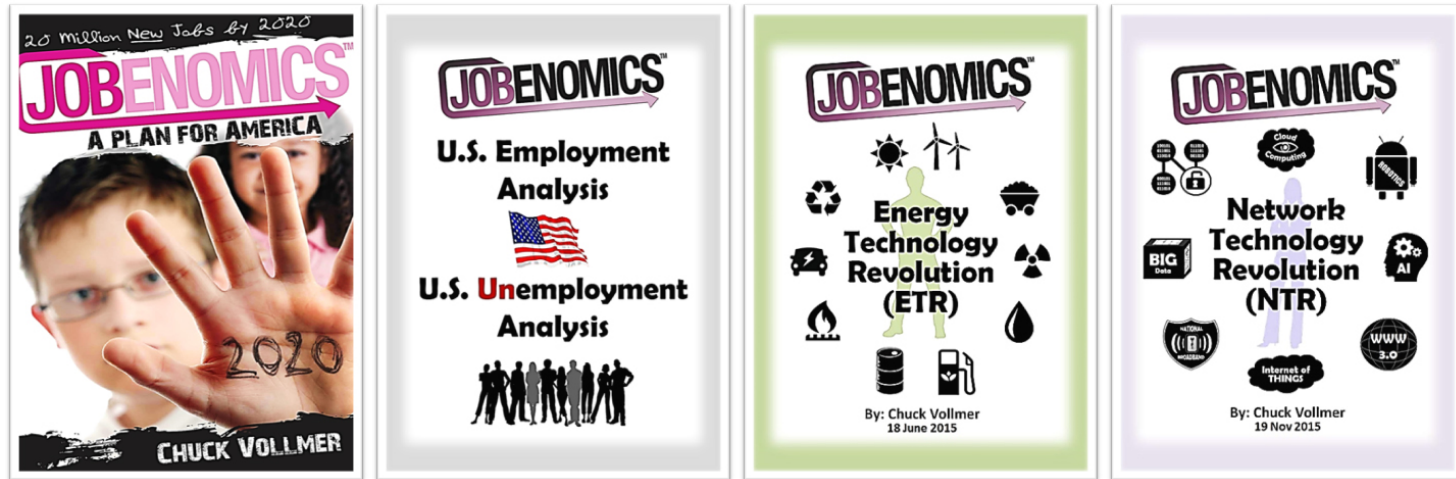 20 Million New Jobs by 2020
JOBENOMICS™
A PLAN FOR AMERICA
2020
CHUCK VOLLMER
JOBENOMICS™
U.S. Employment
Analysis
U.S. Unemployment
Analysis
JOBENOMICS™
Energy
Technology
Revolution
(ETR)
By: Chuck Vollmer
18 June 2015
JOBENOMICS™
Cloud
Computing
ROBOTICS
Network
Technology
Revolution
(NTR)
BIG
Data
AI
NATIONAL
BROADBAND
WWW
3.0
Internet of
THINGS
By: Chuck Vollmer
19 Nov 2015